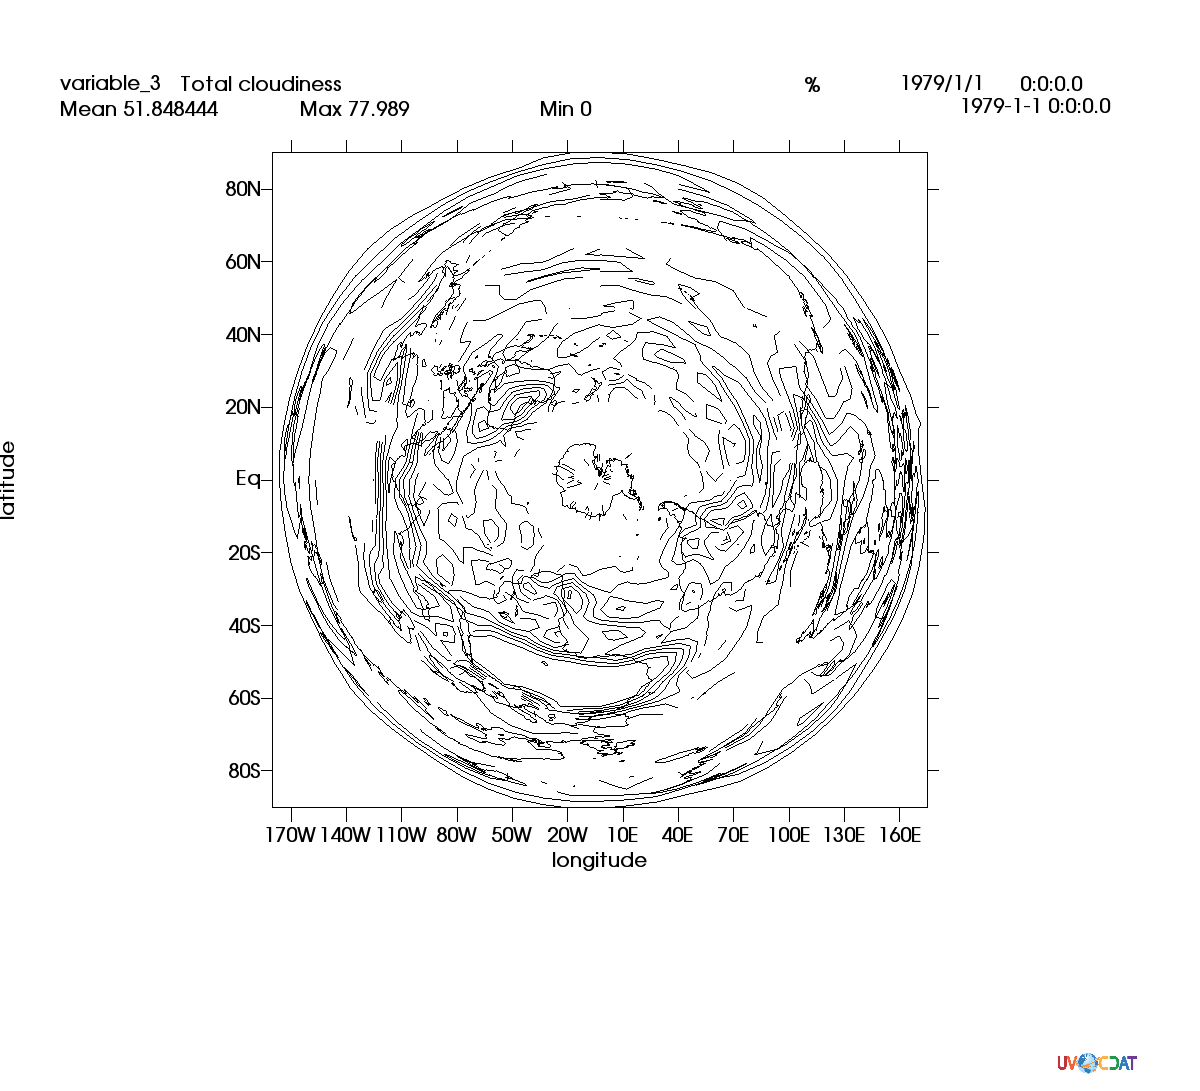 variable_3 Total cloudiness % 1979/1/1 0:0:0.0
Mean 51.848444 Max 77.989 Min 0 1979-1-1 0:0:0.0
80N
60N
40N
20N
Eq
20S
40S
60S
80S
latitude
170W 140W 110W 80W 50W 20W 10E 40E 70E 100E 130E 160E
longitude
UV CDAT